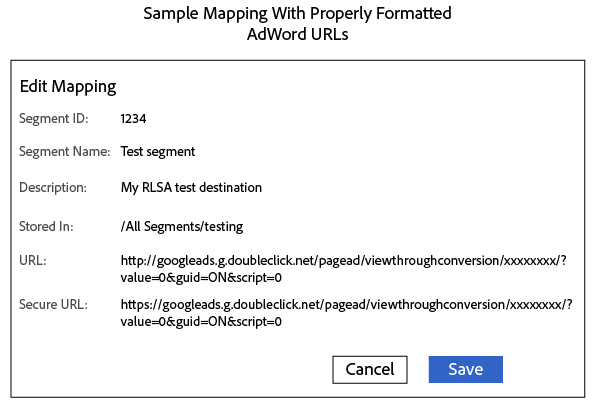 Sample Mapping With Properly Formatted
AdWord URLs
Edit Mapping
Segment ID: 1234
Segment Name: Test segment
Description: My RLSA test destination
Stored In: /All Segments/testing
URL: http://googleads.g.doubleclick.net/pagead/viewthroughconversion/xxxxxxxx/?
value=0&guid=ON&script=0
Secure URL: https://googleads.g.doubleclick.net/pagead/viewthroughconversion/xxxxxxxx/?
value=0&guid=ON&script=0
Cancel Save